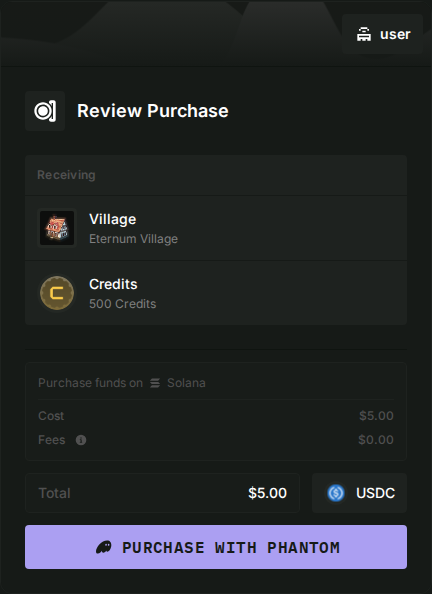 user
Review Purchase
Receiving
Village
Eternum Village
Credits
500 Credits
Purchase funds on Solana
Cost $5.00
Fees $0.00
Total $5.00 USDC
PURCHASE WITH PHANTOM